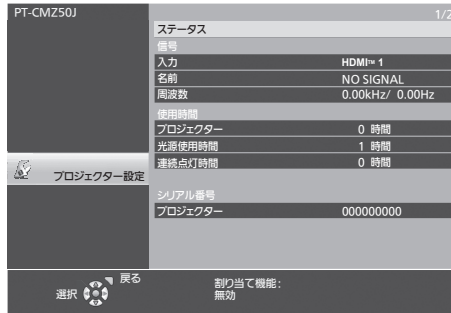 PT-CMZ50J 1/2
ステータス
信号
入力 HDMI™ 1
名前 NO SIGNAL
周波数 0.00kHz/ 0.00Hz
使用時間
プロジェクター 0 時間
光源使用時間 1 時間
連続点灯時間 0 時間
プロジェクター設定
シリアル番号
プロジェクター 000000000
戻る
選択
割り当て機能:
無効